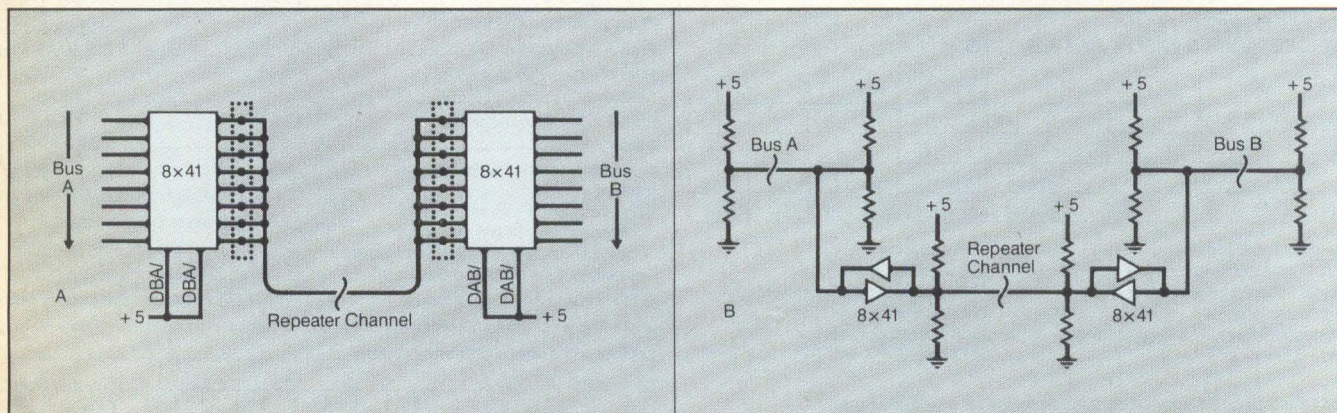 Bus
A
8×41
DBA/
DBA/
+ 5
A
Repeater Channel
8×41
DAB/
DAB/
+ 5
Bus
B
+ 5
+ 5
Bus A
+ 5
+ 5
Bus B
+ 5
+ 5
Repeater
Channel
B
8×41
8×41